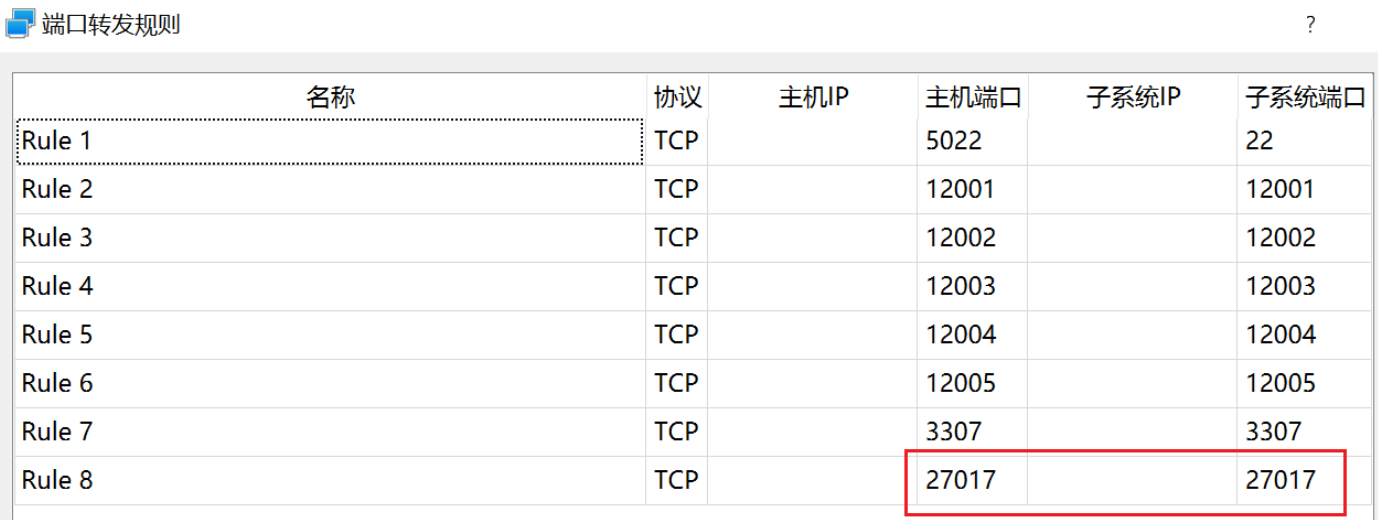 端口转发规则 ?
名称 协议 主机IP 主机端口 子系统IP 子系统端口
Rule 1 TCP 5022 22
Rule 2 TCP 12001 12001
Rule 3 TCP 12002 12002
Rule 4 TCP 12003 12003
Rule 5 TCP 12004 12004
Rule 6 TCP 12005 12005
Rule 7 TCP 3307 3307
Rule 8 TCP 27017 27017